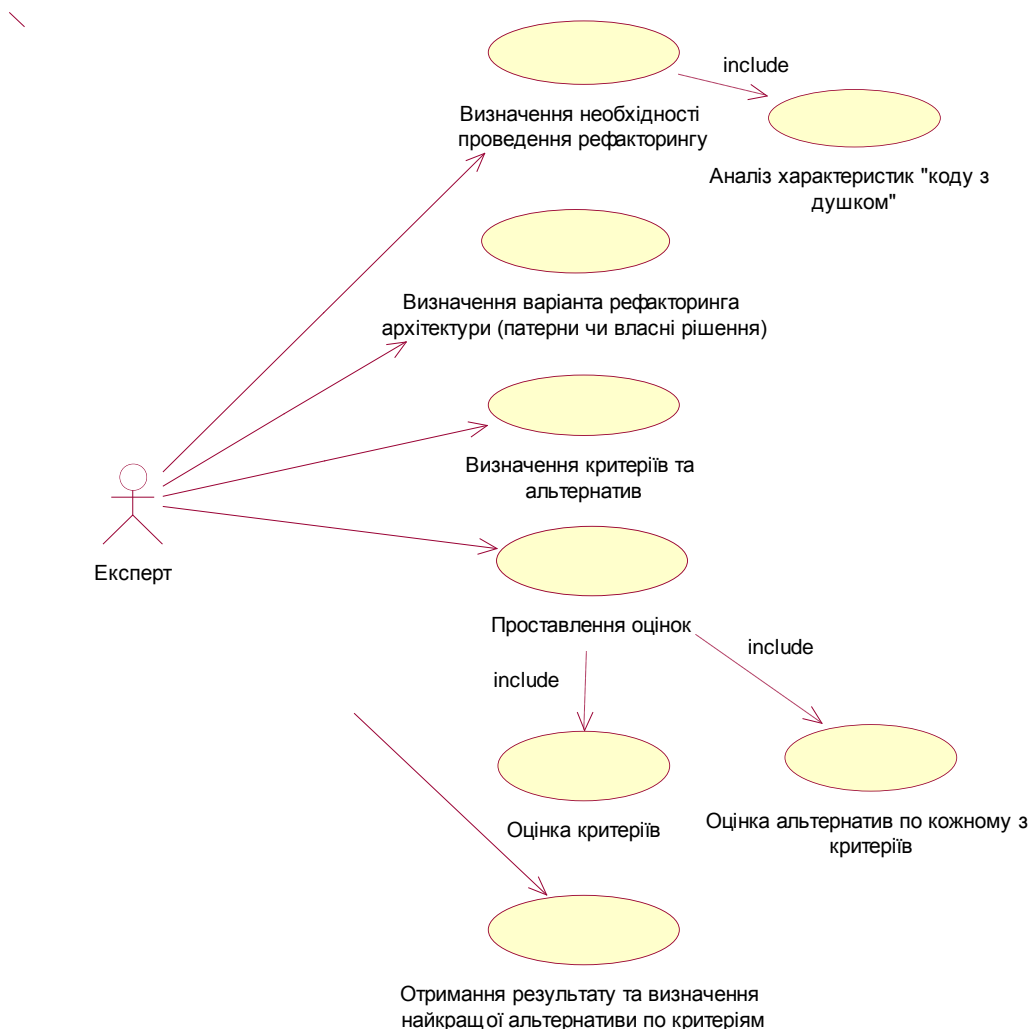 include
Визначення необхідності
проведення рефакторингу
Аналіз характеристик "коду з
душком"
Визначення варіанта рефакторинга
архітектури (патерни чи власні рішення)
Визначення критеріїв та
альтернатив
Експерт
Проставлення оцінок
include
include
Оцінка критеріїв
Оцінка альтернатив по кожному з
критеріїв
Отримання результату та визначення
найкращої альтернативи по критеріям